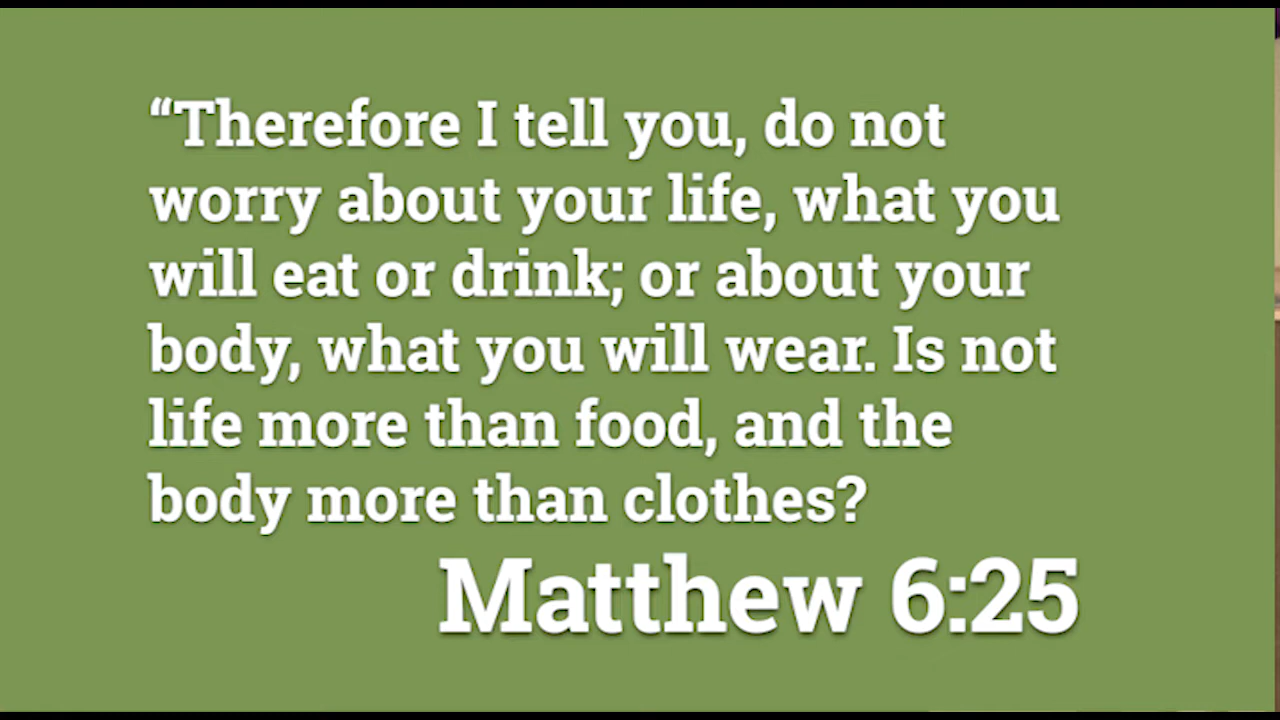 “Therefore I tell you, do not
worry about your life, what you
will eat or drink; or about your
body, what you will wear. Is not
life more than food, and the
body more than clothes?
Matthew 6:25